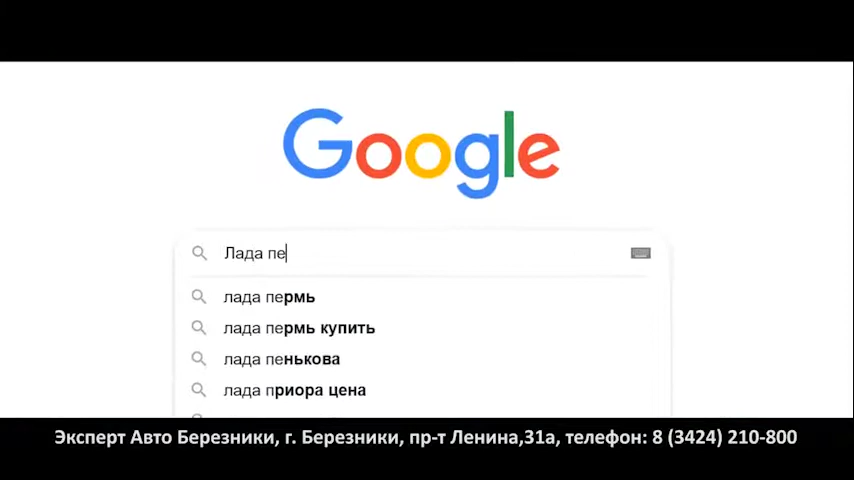 Google
Лада пе
лада пермь
лада пермь купить
лада пенькова
лада приора цена
Эксперт Авто Березники, г. Березники, пр-т Ленина,31а, телефон: 8 (3424) 210-800